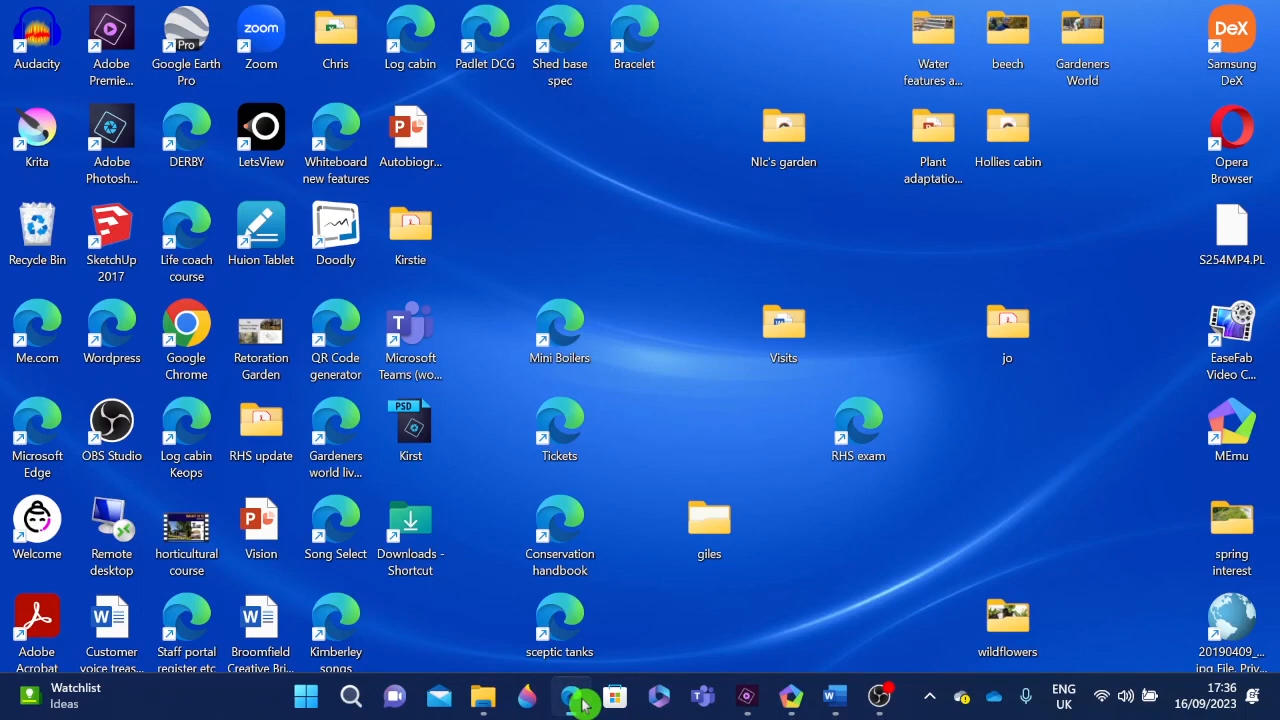 Audacity
Adobe
Premie...
Pro
Google Earth
Pro
zoom
Zoom
Chris
Log cabin
Padlet DCG
Shed base
spec
Bracelet
Water
features a...
beech
Gardeners
World
DeX
Samsung
DeX
Krita
Adobe
Photosh...
DERBY
LetsView
Whiteboard
new features
P
Autobiogr...
NIc's garden
Plant
adaptatio...
Hollies cabin
Opera
Browser
Recycle Bin
SketchUp
2017
Life coach
course
Huion Tablet
Doodly
Kirstie
S254MP4.PL
Me.com
Wordpress
Google
Chrome
Retoration
Garden
QR Code
generator
T
Microsoft
Teams (wo...
Mini Boilers
Visits
jo
EaseFab
Video C...
Microsoft
Edge
OBS Studio
Log cabin
Keops
RHS update
Gardeners
world liv...
PSD
Kirst
Tickets
RHS exam
MEmu
Welcome
Remote
desktop
horticultural
course
P
Vision
Song Select
Downloads -
Shortcut
Conservation
handbook
giles
spring
interest
Adobe
Acrobat
W
Customer
voice treas...
Staff portal
register etc
W
Broomfield
Creative Bri...
Kimberley
songs
sceptic tanks
wildflowers
20190409_...
ing File, Priv...
Watchlist
Ideas
ENG
UK
17:36
16/09/2023